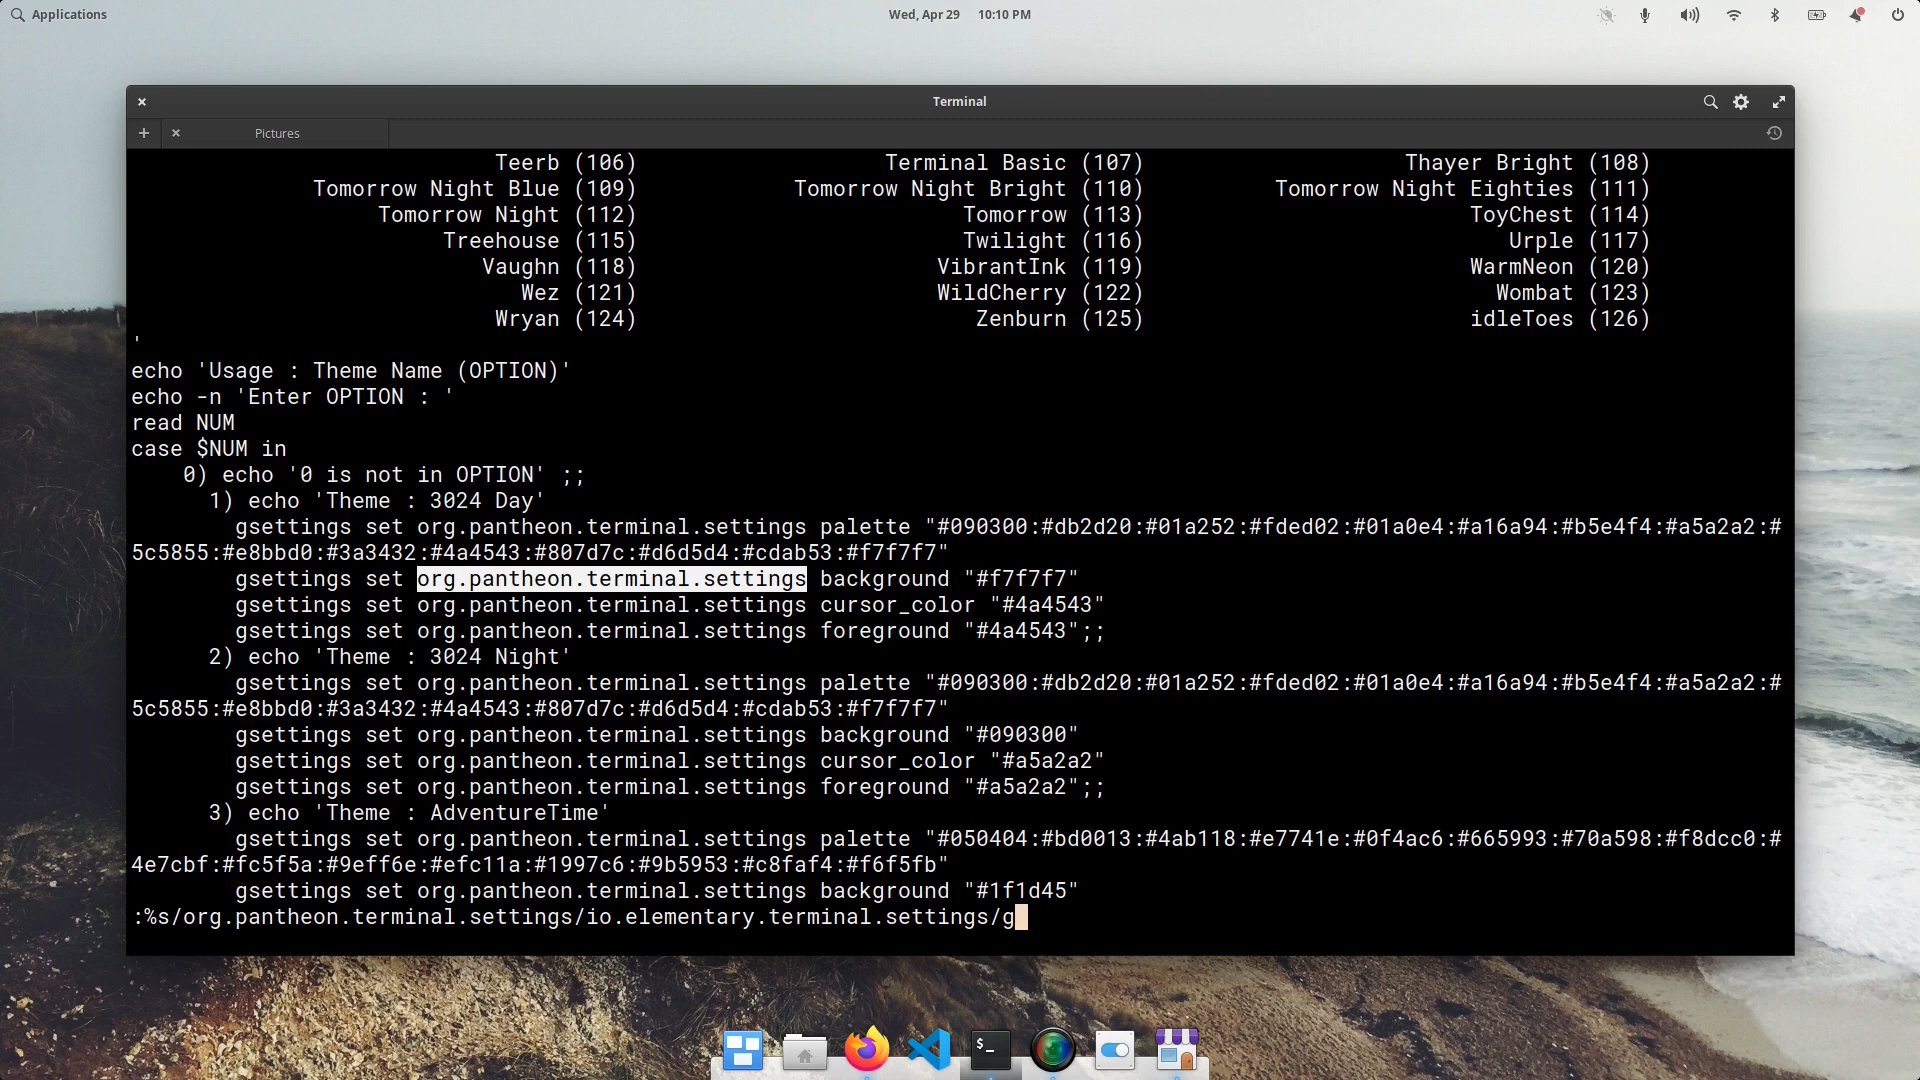 Applications
Wed, Apr 29 10:10 PM
Terminal
Pictures
Teerb (106) Terminal Basic (107) Thayer Bright (108)
Tomorrow Night Blue (109) Tomorrow Night Bright (110) Tomorrow Night Eighties (111)
Tomorrow Night (112) Tomorrow (113) ToyChest (114)
Treehouse (115) Twilight (116) Urple (117)
Vaughn (118) VibrantInk (119) WarmNeon (120)
Wez (121) WildCherry (122) Wombat (123)
Wryan (124) Zenburn (125) idleToes (126)
'
echo 'Usage : Theme Name (OPTION)'
echo -n 'Enter OPTION : '
read NUM
case $NUM in
0) echo '0 is not in OPTION' ;;
1) echo 'Theme : 3024 Day'
gsettings set org.pantheon.terminal.settings palette "#090300:#db2d20:#01a252:#fded02:#01a0e4:#a16a94:#b5e4f4:#a5a2a2:#
5c5855:#e8bbd0:#3a3432:#4a4543:#807d7c:#d6d5d4:#cdab53:#f7f7f7"
gsettings set org.pantheon.terminal.settings background "#f7f7f7"
gsettings set org.pantheon.terminal.settings cursor_color "#4a4543"
gsettings set org.pantheon.terminal.settings foreground "#4a4543";;
2) echo 'Theme : 3024 Night'
gsettings set org.pantheon.terminal.settings palette "#090300:#db2d20:#01a252:#fded02:#01a0e4:#a16a94:#b5e4f4:#a5a2a2:#
5c5855:#e8bbd0:#3a3432:#4a4543:#807d7c:#d6d5d4:#cdab53:#f7f7f7"
gsettings set org.pantheon.terminal.settings background "#090300"
gsettings set org.pantheon.terminal.settings cursor_color "#a5a2a2"
gsettings set org.pantheon.terminal.settings foreground "#a5a2a2";;
3) echo 'Theme : AdventureTime'
gsettings set org.pantheon.terminal.settings palette "#050404:#bd0013:#4ab118:#e7741e:#0f4ac6:#665993:#70a598:#f8dcc0:#
4e7cbf:#fc5f5a:#9eff6e:#efc11a:#1997c6:#9b5953:#c8faf4:#f6f5fb"
gsettings set org.pantheon.terminal.settings background "#1f1d45"
:%s/org.pantheon.terminal.settings/io.elementary.terminal.settings/g
$_